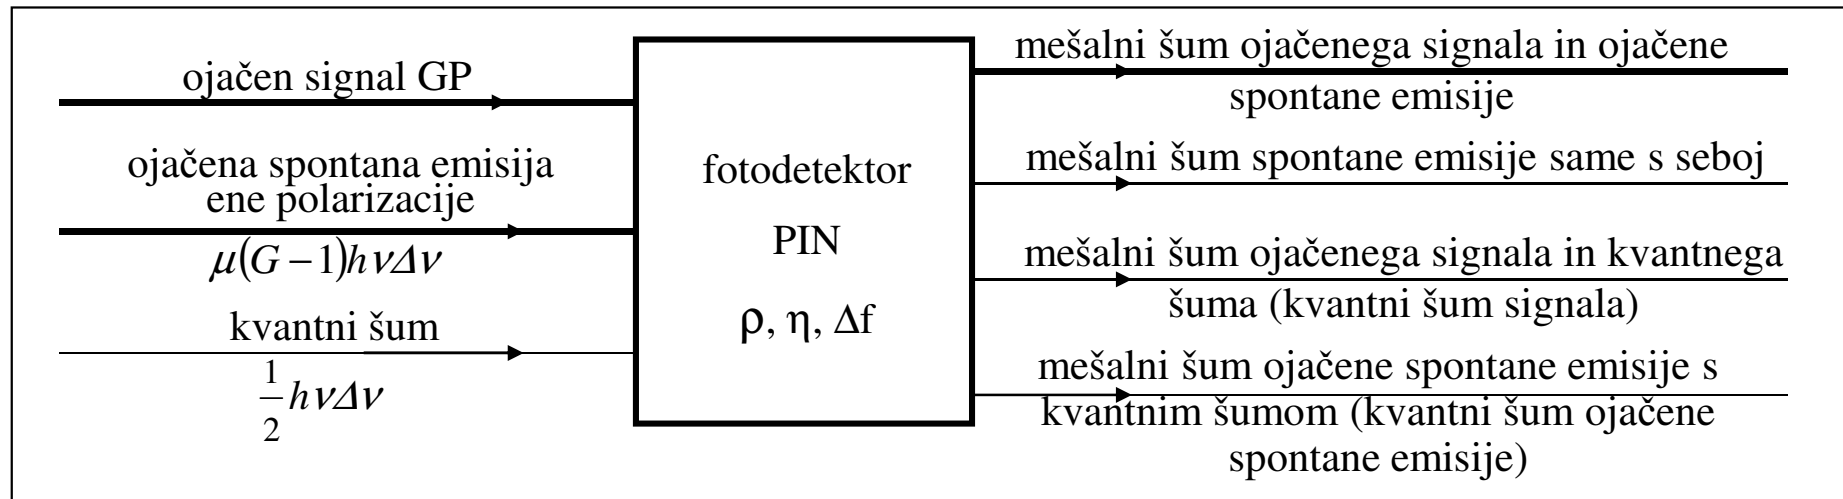 ojačen signal GP
ojačena spontana emisija
ene polarizacije
μ(G−1)hνΔν
kvantni šum
½hνΔν
fotodetektor
PIN
ρ, η, Δf
mešalni šum ojačenega signala in ojačene
spontane emisije
mešalni šum spontane emisije same s seboj
mešalni šum ojačenega signala in kvantnega
šuma (kvantni šum signala)
mešalni šum ojačene spontane emisije s
kvantnim šumom (kvantni šum ojačene
spontane emisije)